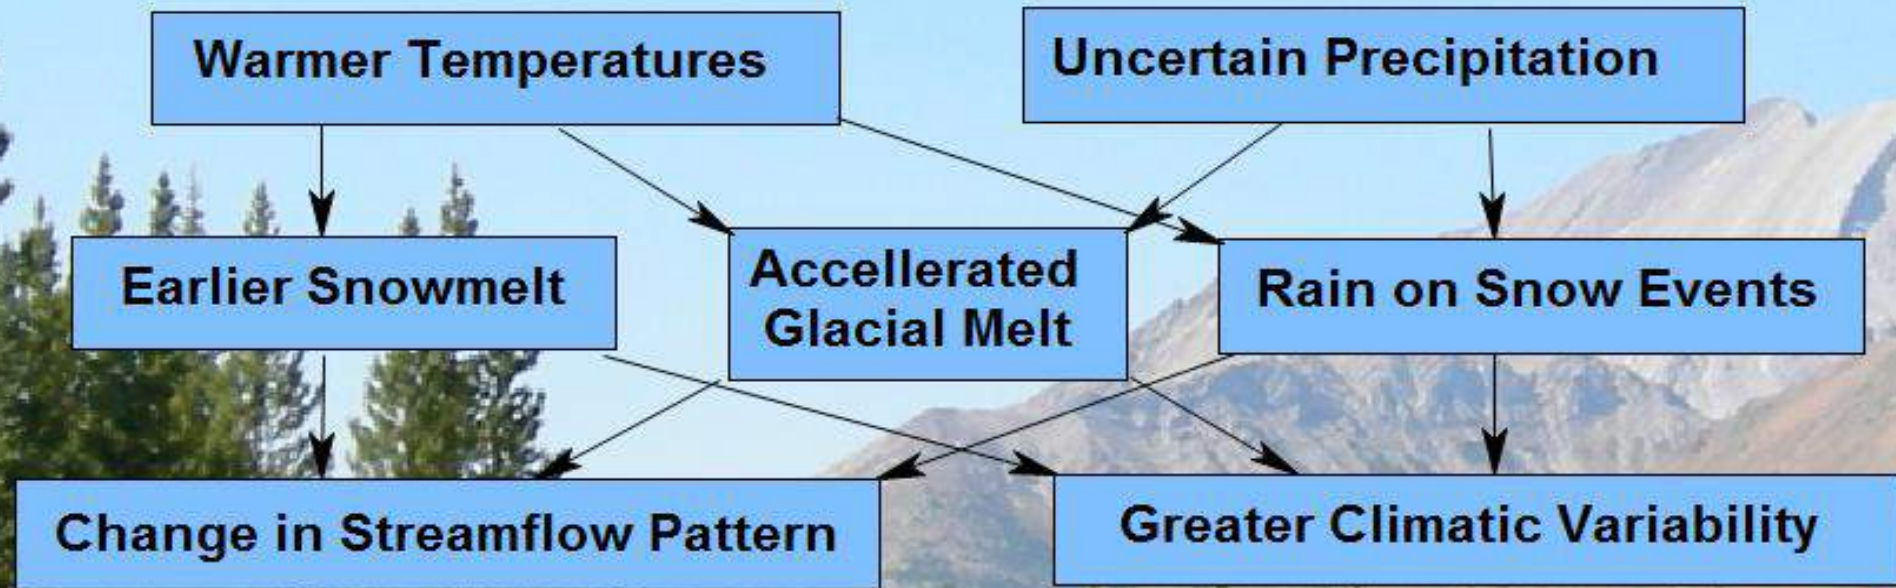 Warmer Temperatures
Uncertain Precipitation
Earlier Snowmelt
Accellerated
Glacial Melt
Rain on Snow Events
Change in Streamflow Pattern
Greater Climatic Variability